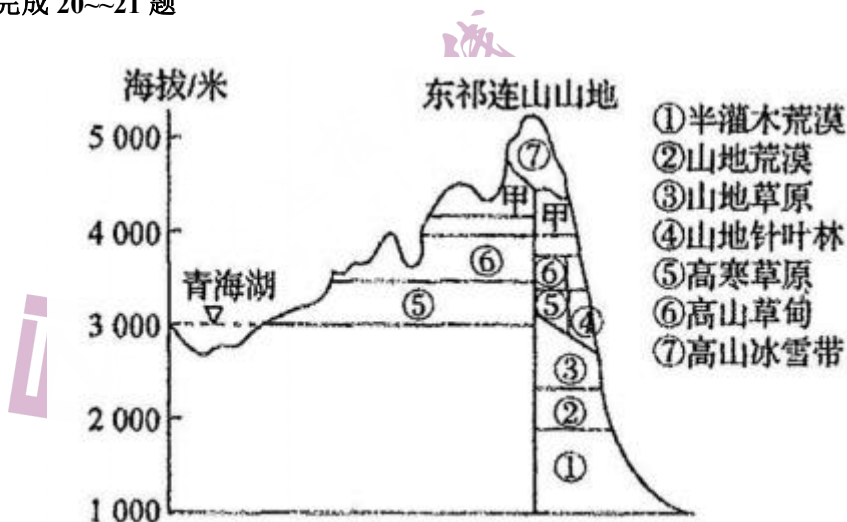 完成 20~~21 题
海拔/米
东祁连山山地
5 000
4 000
3 000
2 000
1 000
青海湖
⑦
甲
甲
⑥
⑥
⑤
⑤
④
③
②
①
①半灌木荒漠
②山地荒漠
③山地草原
④山地针叶林
⑤高寒草原
⑥高山草甸
⑦高山冰雪带